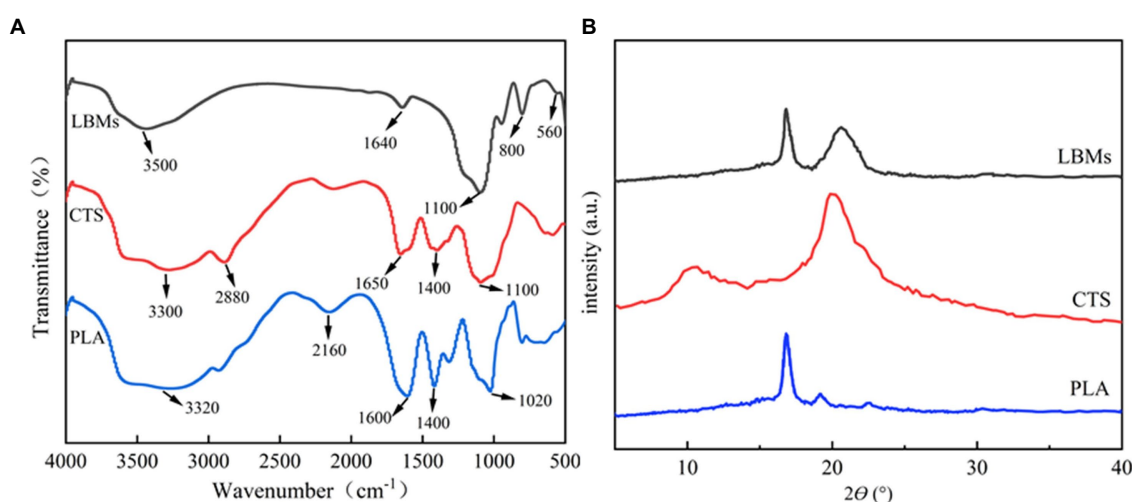 A
LBMs
3500
1640
800
560
1100
CTS
3300
2880
1650
1400
1100
PLA
3320
2160
1600
1400
1020
Transmittance（%）
4000 3500 3000 2500 2000 1500 1000 500
Wavenumber（cm⁻¹）
B
LBMs
CTS
PLA
intensity (a.u.)
10 20 30 40
2Θ (°)